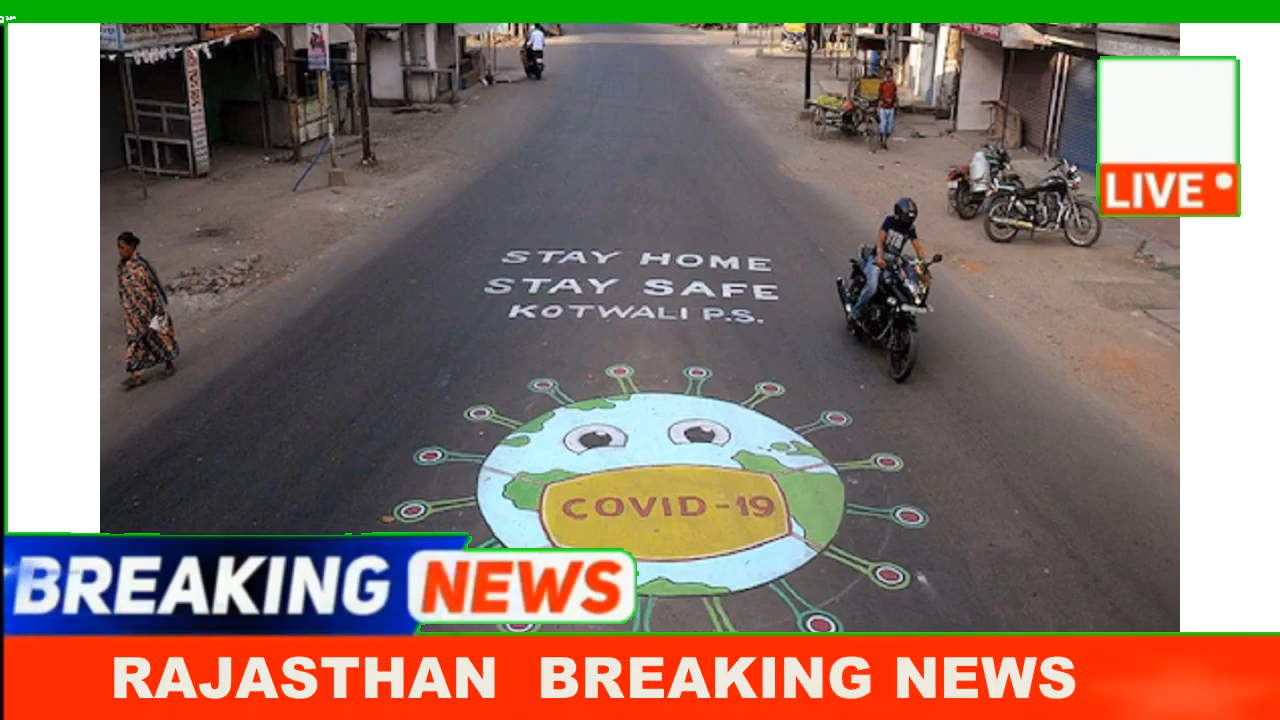 LIVE
STAY HOME
STAY SAFE
KOTWALI P.S.
COVID-19
BREAKING NEWS
RAJASTHAN BREAKING NEWS